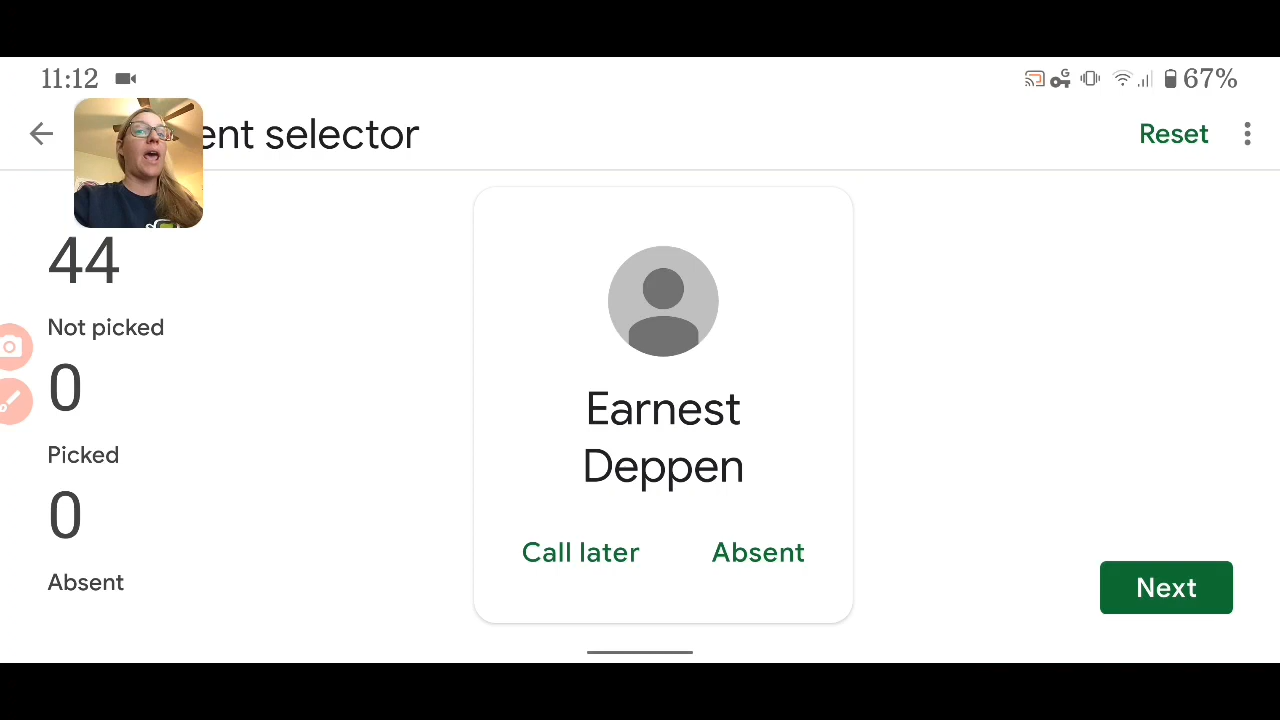 11:12
67%
ent selector
Reset
44
Not picked
0
Picked
0
Absent
Earnest
Deppen
Call later
Absent
Next